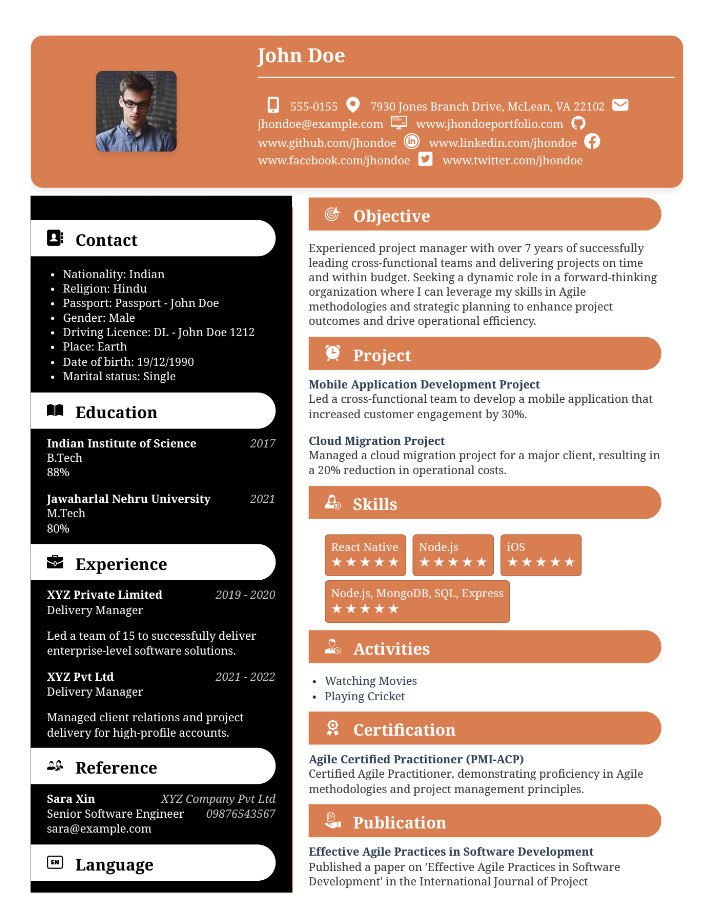 John Doe
555-0155 7930 Jones Branch Drive, McLean, VA 22102
jhondoe@example.com www.jhondoeportfolio.com
www.github.com/jhondoe www.linkedin.com/jhondoe
www.facebook.com/jhondoe www.twitter.com/jhondoe
Contact
• Nationality: Indian
• Religion: Hindu
• Passport: Passport - John Doe
• Gender: Male
• Driving Licence: DL - John Doe 1212
• Place: Earth
• Date of birth: 19/12/1990
• Marital status: Single
Education
Indian Institute of Science 2017
B.Tech
88%
Jawaharlal Nehru University 2021
M.Tech
80%
Experience
XYZ Private Limited 2019 - 2020
Delivery Manager
Led a team of 15 to successfully deliver
enterprise-level software solutions.
XYZ Pvt Ltd 2021 - 2022
Delivery Manager
Managed client relations and project
delivery for high-profile accounts.
Reference
Sara Xin XYZ Company Pvt Ltd
Senior Software Engineer 09876543567
sara@example.com
EN Language
Objective
Experienced project manager with over 7 years of successfully
leading cross-functional teams and delivering projects on time
and within budget. Seeking a dynamic role in a forward-thinking
organization where I can leverage my skills in Agile
methodologies and strategic planning to enhance project
outcomes and drive operational efficiency.
Project
Mobile Application Development Project
Led a cross-functional team to develop a mobile application that
increased customer engagement by 30%.
Cloud Migration Project
Managed a cloud migration project for a major client, resulting in
a 20% reduction in operational costs.
Skills
React Native Node.js iOS
★★★★★ ★★★★★ ★★★★★
Node.js, MongoDB, SQL, Express
★★★★★
Activities
• Watching Movies
• Playing Cricket
Certification
Agile Certified Practitioner (PMI-ACP)
Certified Agile Practitioner, demonstrating proficiency in Agile
methodologies and project management principles.
Publication
Effective Agile Practices in Software Development
Published a paper on 'Effective Agile Practices in Software
Development' in the International Journal of Project